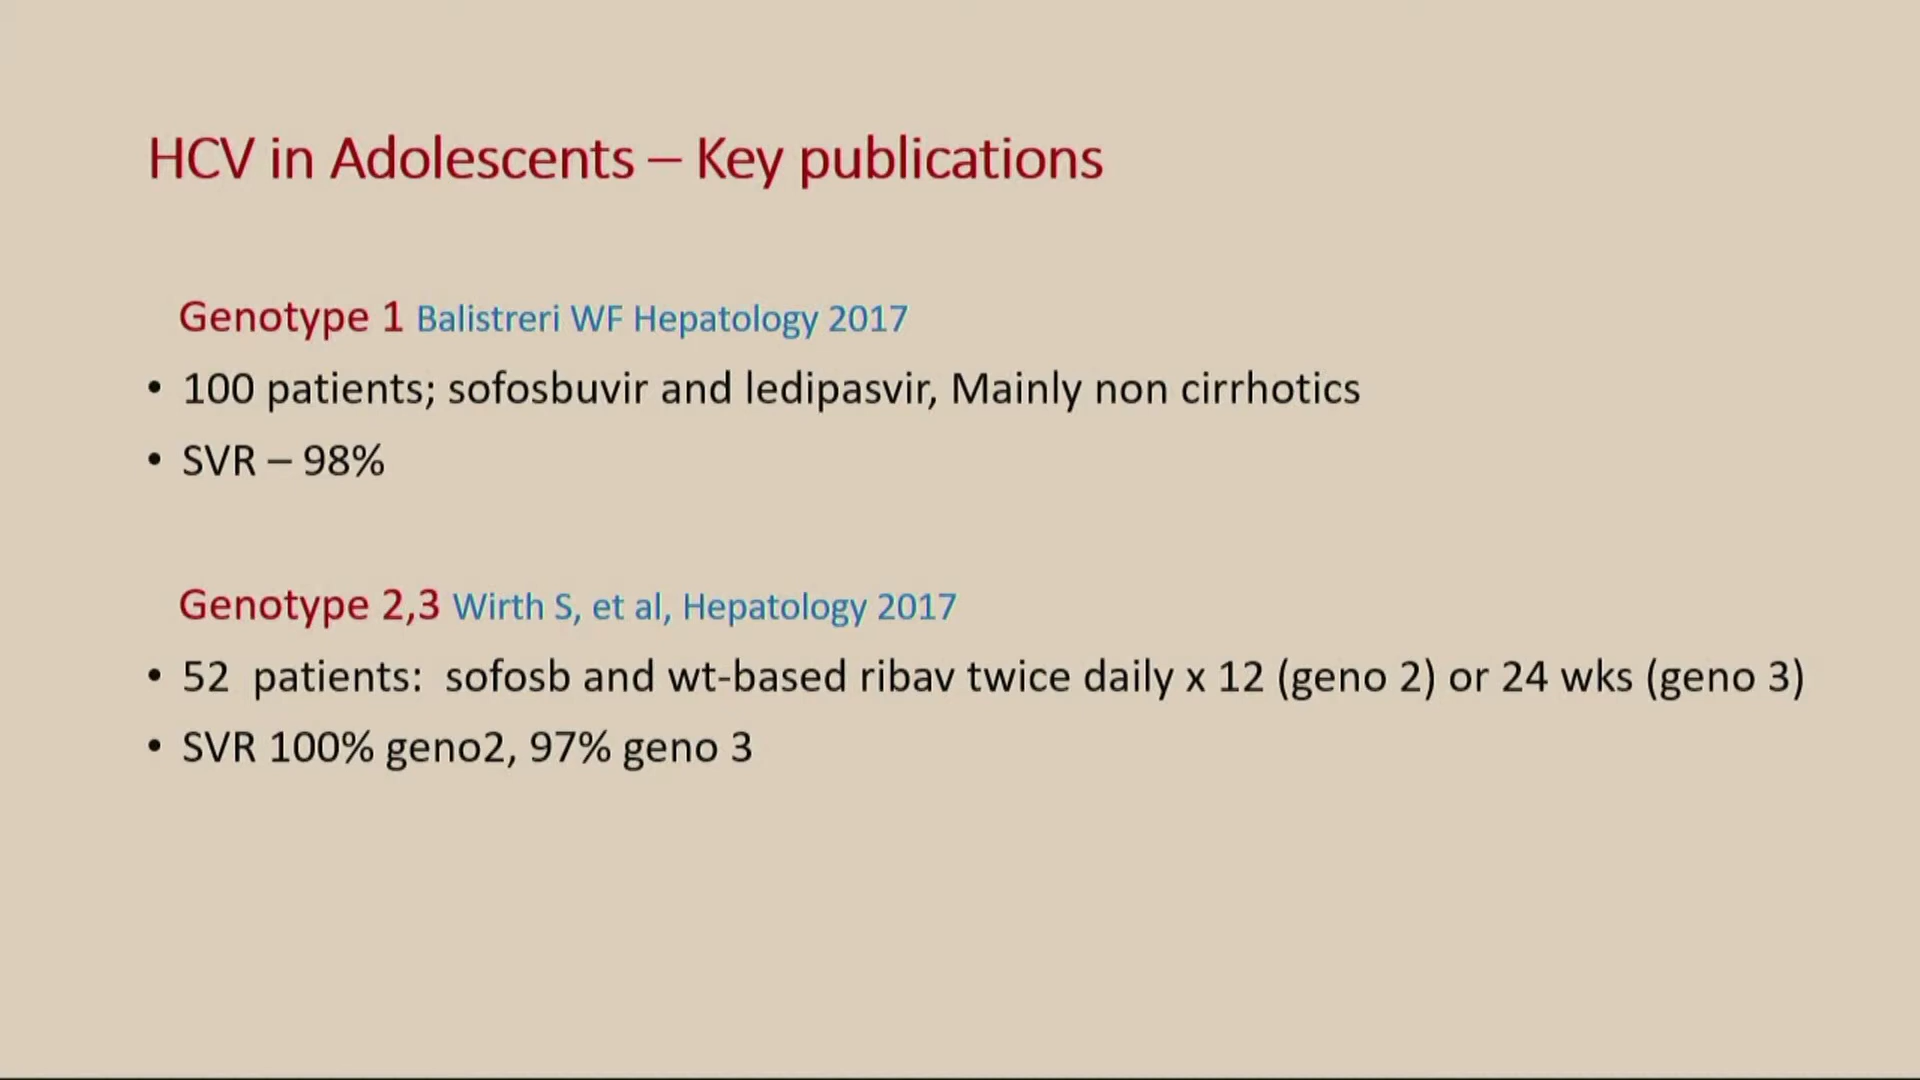 HCV in Adolescents – Key publications
Genotype 1 Balistreri WF Hepatology 2017
• 100 patients; sofosbuvir and ledipasvir, Mainly non cirrhotics
• SVR – 98%
Genotype 2,3 Wirth S, et al, Hepatology 2017
• 52 patients: sofosb and wt-based ribav twice daily x 12 (geno 2) or 24 wks (geno 3)
• SVR 100% geno2, 97% geno 3